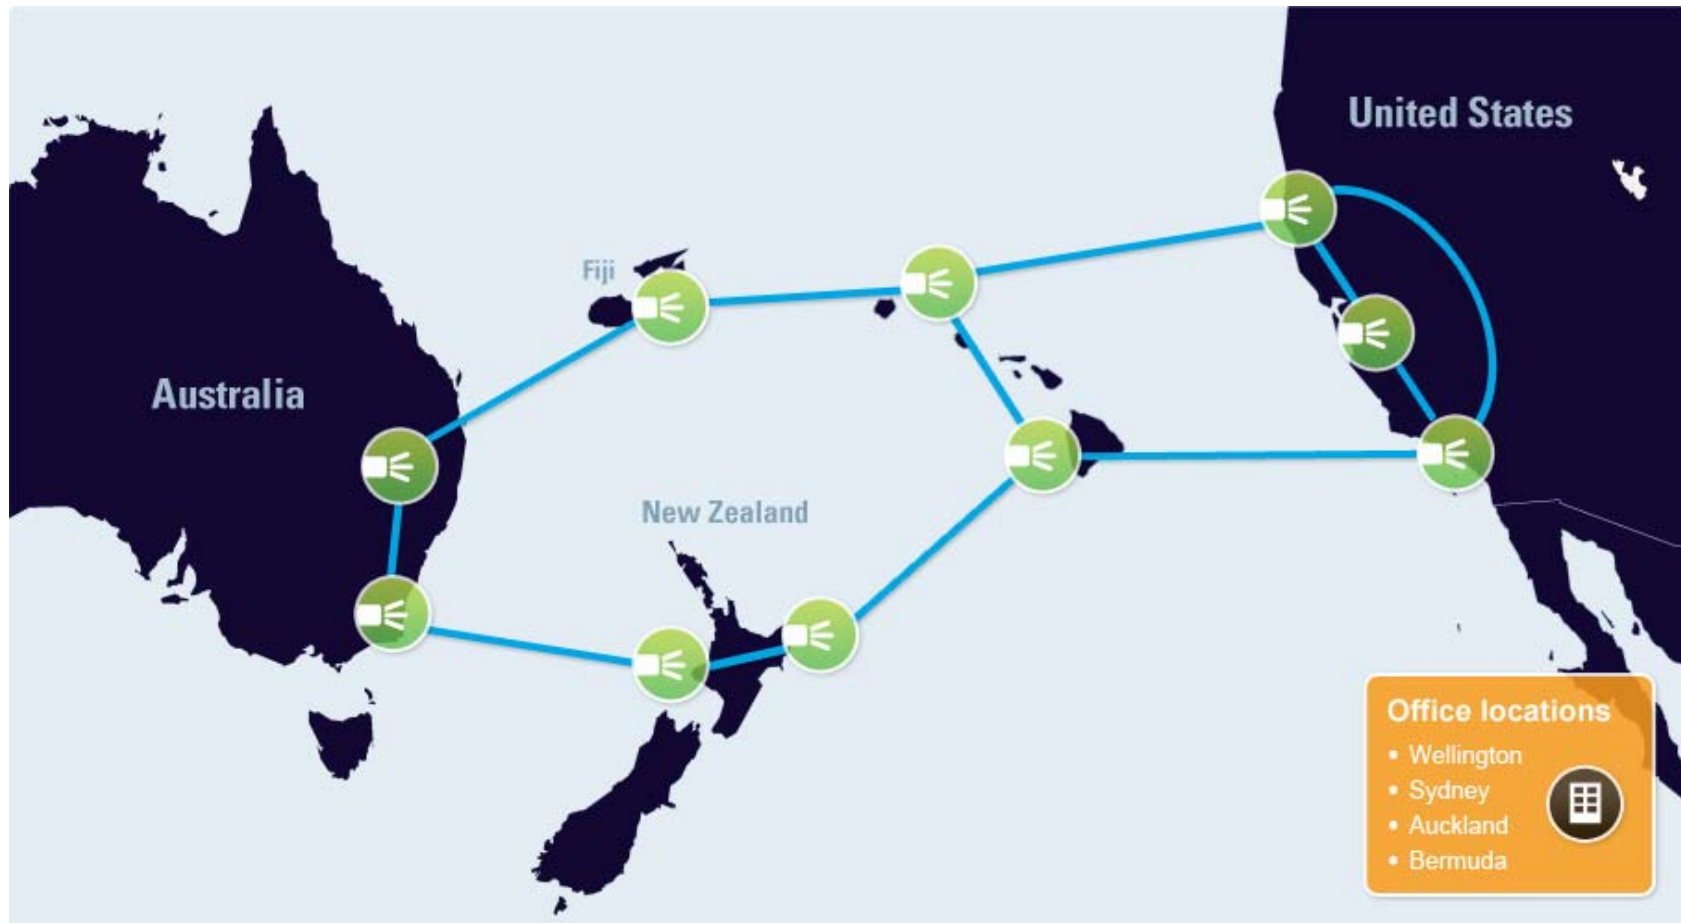 United States
Fiji
Australia
New Zealand
Office locations
• Wellington
• Sydney
• Auckland
• Bermuda